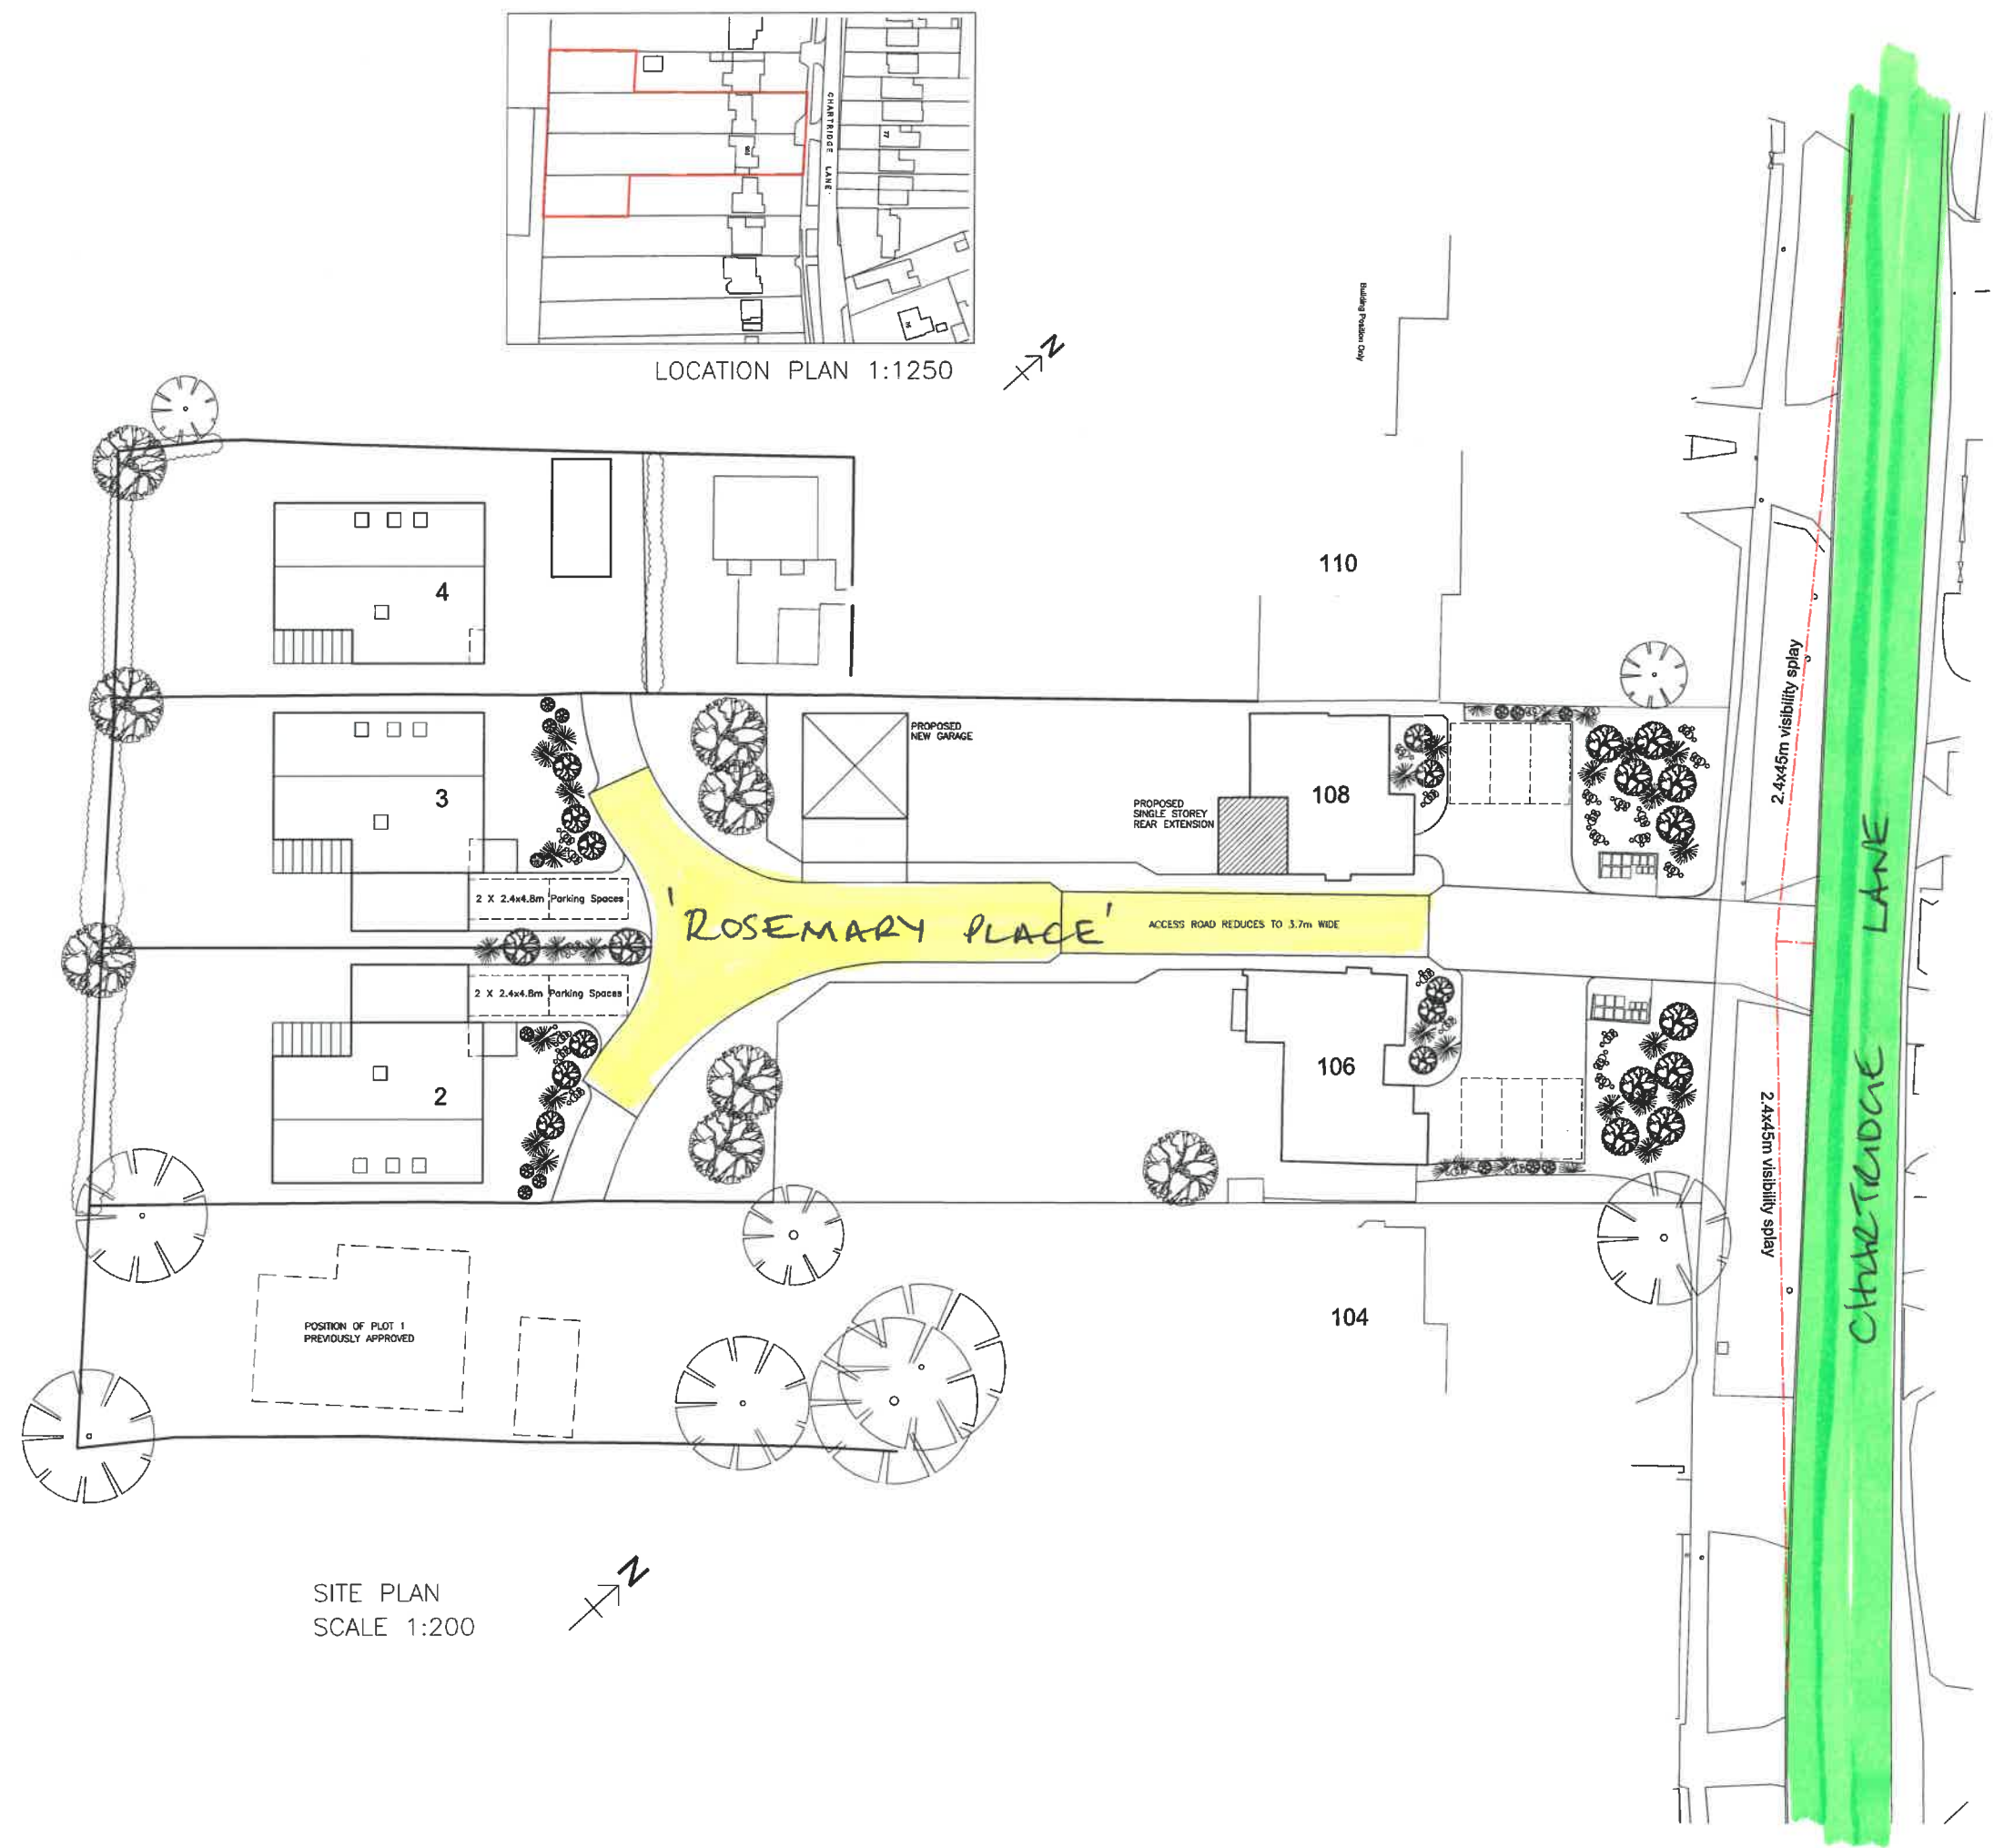 CHARTRIDGE LANE
77
LOCATION PLAN 1:1250
N
Building Position Only
110
4
2.4x45m visibility splay
PROPOSED
NEW GARAGE
108
PROPOSED
SINGLE STOREY
REAR EXTENSION
3
2 X 2.4x4.8m Parking Spaces
'ROSEMARY PLACE'
ACCESS ROAD REDUCES TO 3.7m WIDE
CHARTRIDGE LANE
2 X 2.4x4.8m Parking Spaces
106
2
2.4x45m visibility splay
POSITION OF PLOT 1
PREVIOUSLY APPROVED
104
N
SITE PLAN
SCALE 1:200